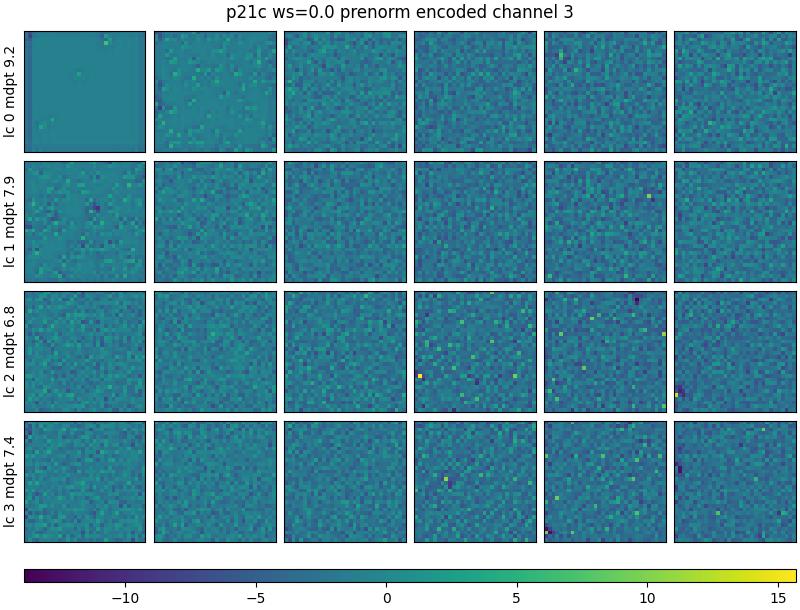 p21c ws=0.0 prenorm encoded channel 3
lc 0 mdpt 9.2
lc 1 mdpt 7.9
lc 2 mdpt 6.8
lc 3 mdpt 7.4
−10 −5 0 5 10 15